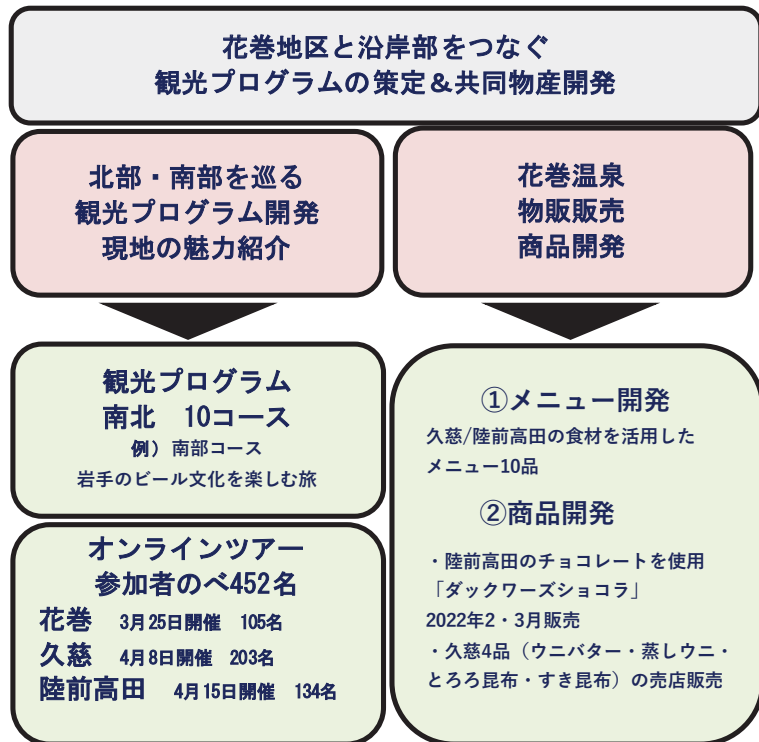 花巻地区と沿岸部をつなぐ
観光プログラムの策定＆共同物産開発
北部・南部を巡る
観光プログラム開発
現地の魅力紹介
花巻温泉
物販販売
商品開発
観光プログラム
南北　10コース
例）南部コース
岩手のビール文化を楽しむ旅
オンラインツアー
参加者のべ452名
花巻　3月25日開催　105名
久慈　4月8日開催　203名
陸前高田　4月15日開催　134名
①メニュー開発
久慈/陸前高田の食材を活用した
メニュー10品
②商品開発
・陸前高田のチョコレートを使用
「ダックワーズショコラ」
2022年2・3月販売
・久慈4品（ウニバター・蒸しウニ・
とろろ昆布・すき昆布）の売店販売